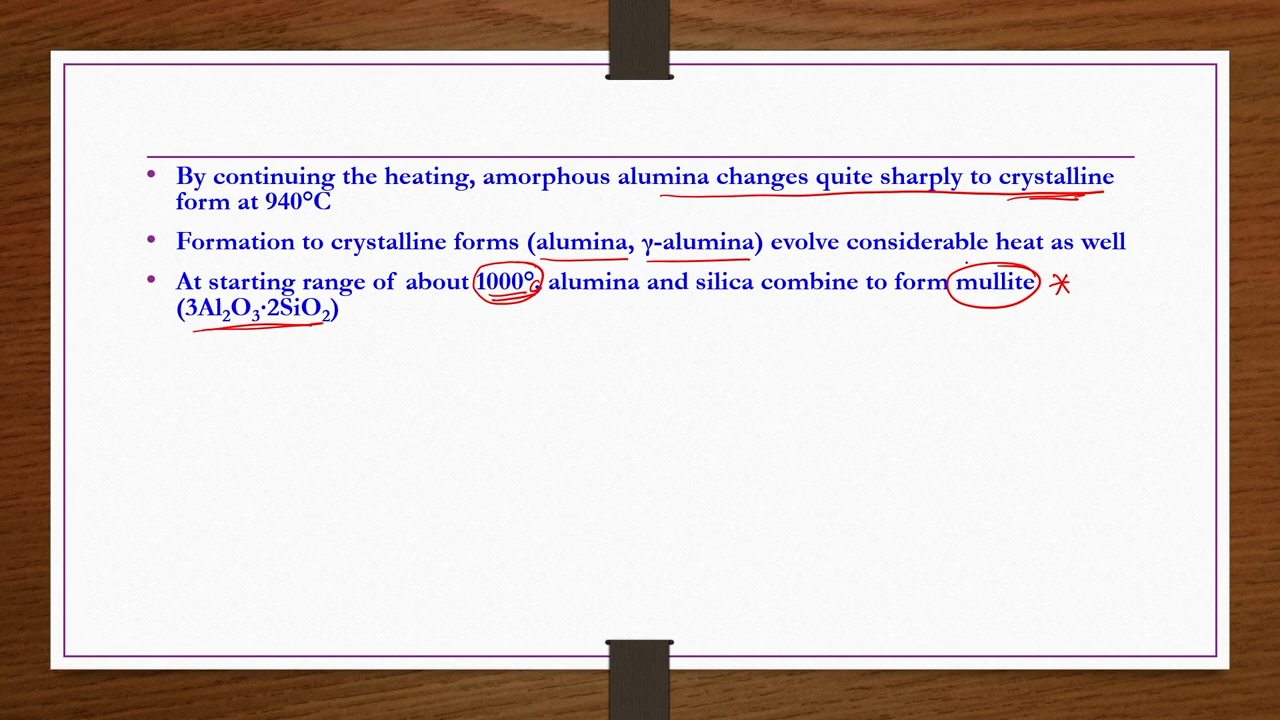 • By continuing the heating, amorphous alumina changes quite sharply to crystalline
form at 940°C
• Formation to crystalline forms (alumina, γ-alumina) evolve considerable heat as well
• At starting range of about 1000°C alumina and silica combine to form mullite *
(3Al₂O₃·2SiO₂)